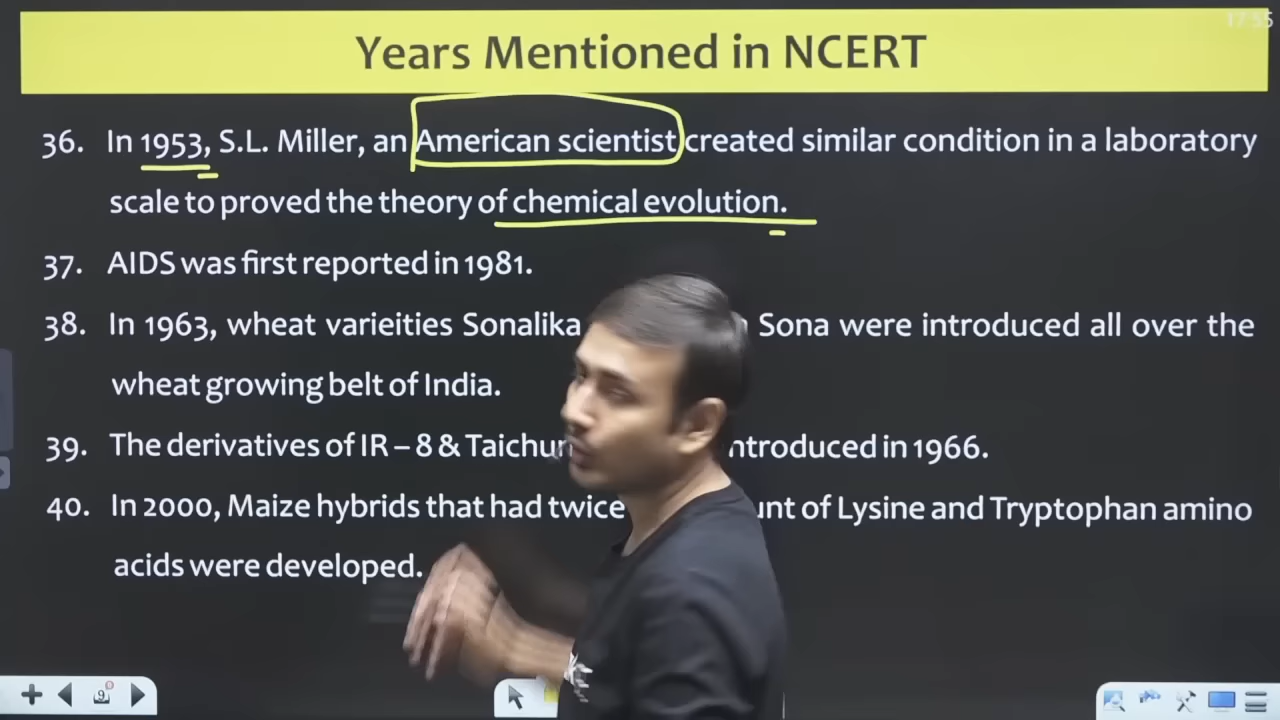 17:55
Years Mentioned in NCERT
36. In 1953, S.L. Miller, an American scientist created similar condition in a laboratory
scale to proved the theory of chemical evolution.
37. AIDS was first reported in 1981.
38. In 1963, wheat varieities Sonalika Sona were introduced all over the
wheat growing belt of India.
39. The derivatives of IR – 8 & in 1966.
40. In 2000, Maize hybrids that had twice of Lysine and Tryptophan amino
acids were developed.
9